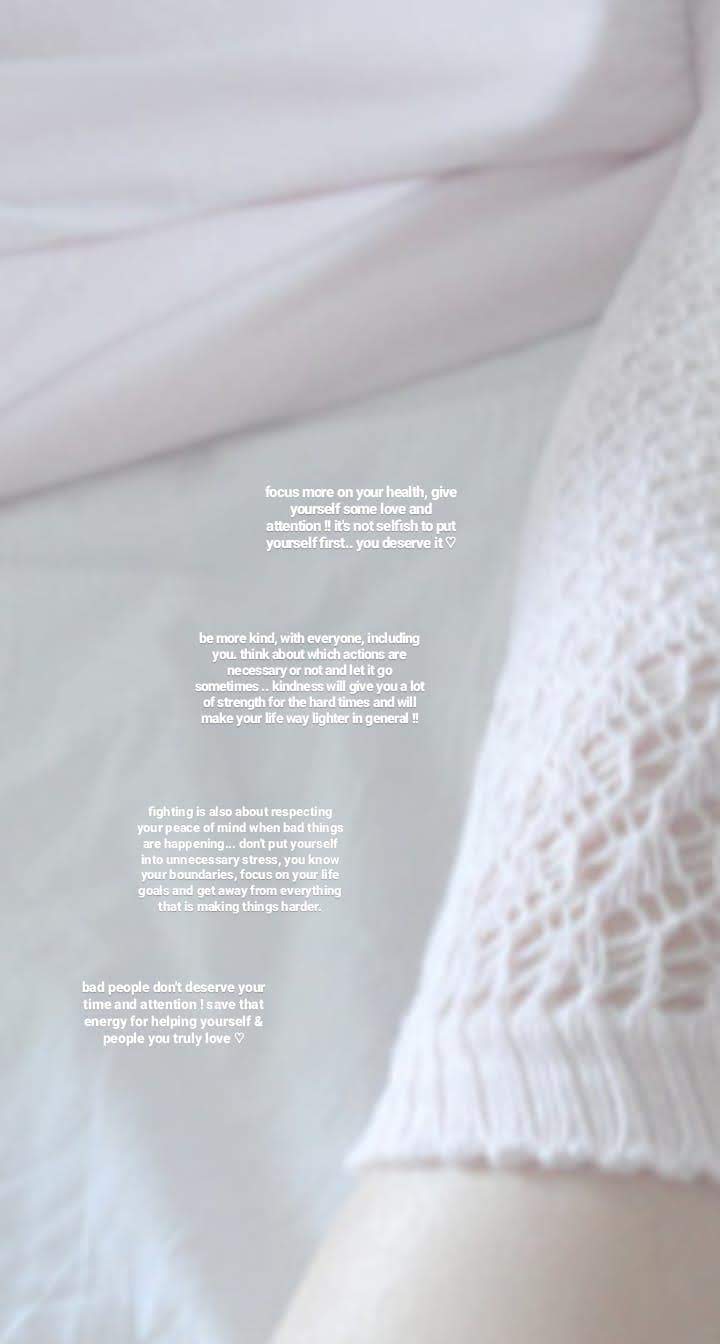 focus more on your health, give
yourself some love and
attention !! it's not selfish to put
yourself first.. you deserve it ♡
be more kind, with everyone, including
you. think about which actions are
necessary or not and let it go
sometimes .. kindness will give you a lot
of strength for the hard times and will
make your life way lighter in general !!
fighting is also about respecting
your peace of mind when bad things
are happening... don't put yourself
into unnecessary stress, you know
your boundaries, focus on your life
goals and get away from everything
that is making things harder.
bad people don't deserve your
time and attention ! save that
energy for helping yourself &
people you truly love ♡